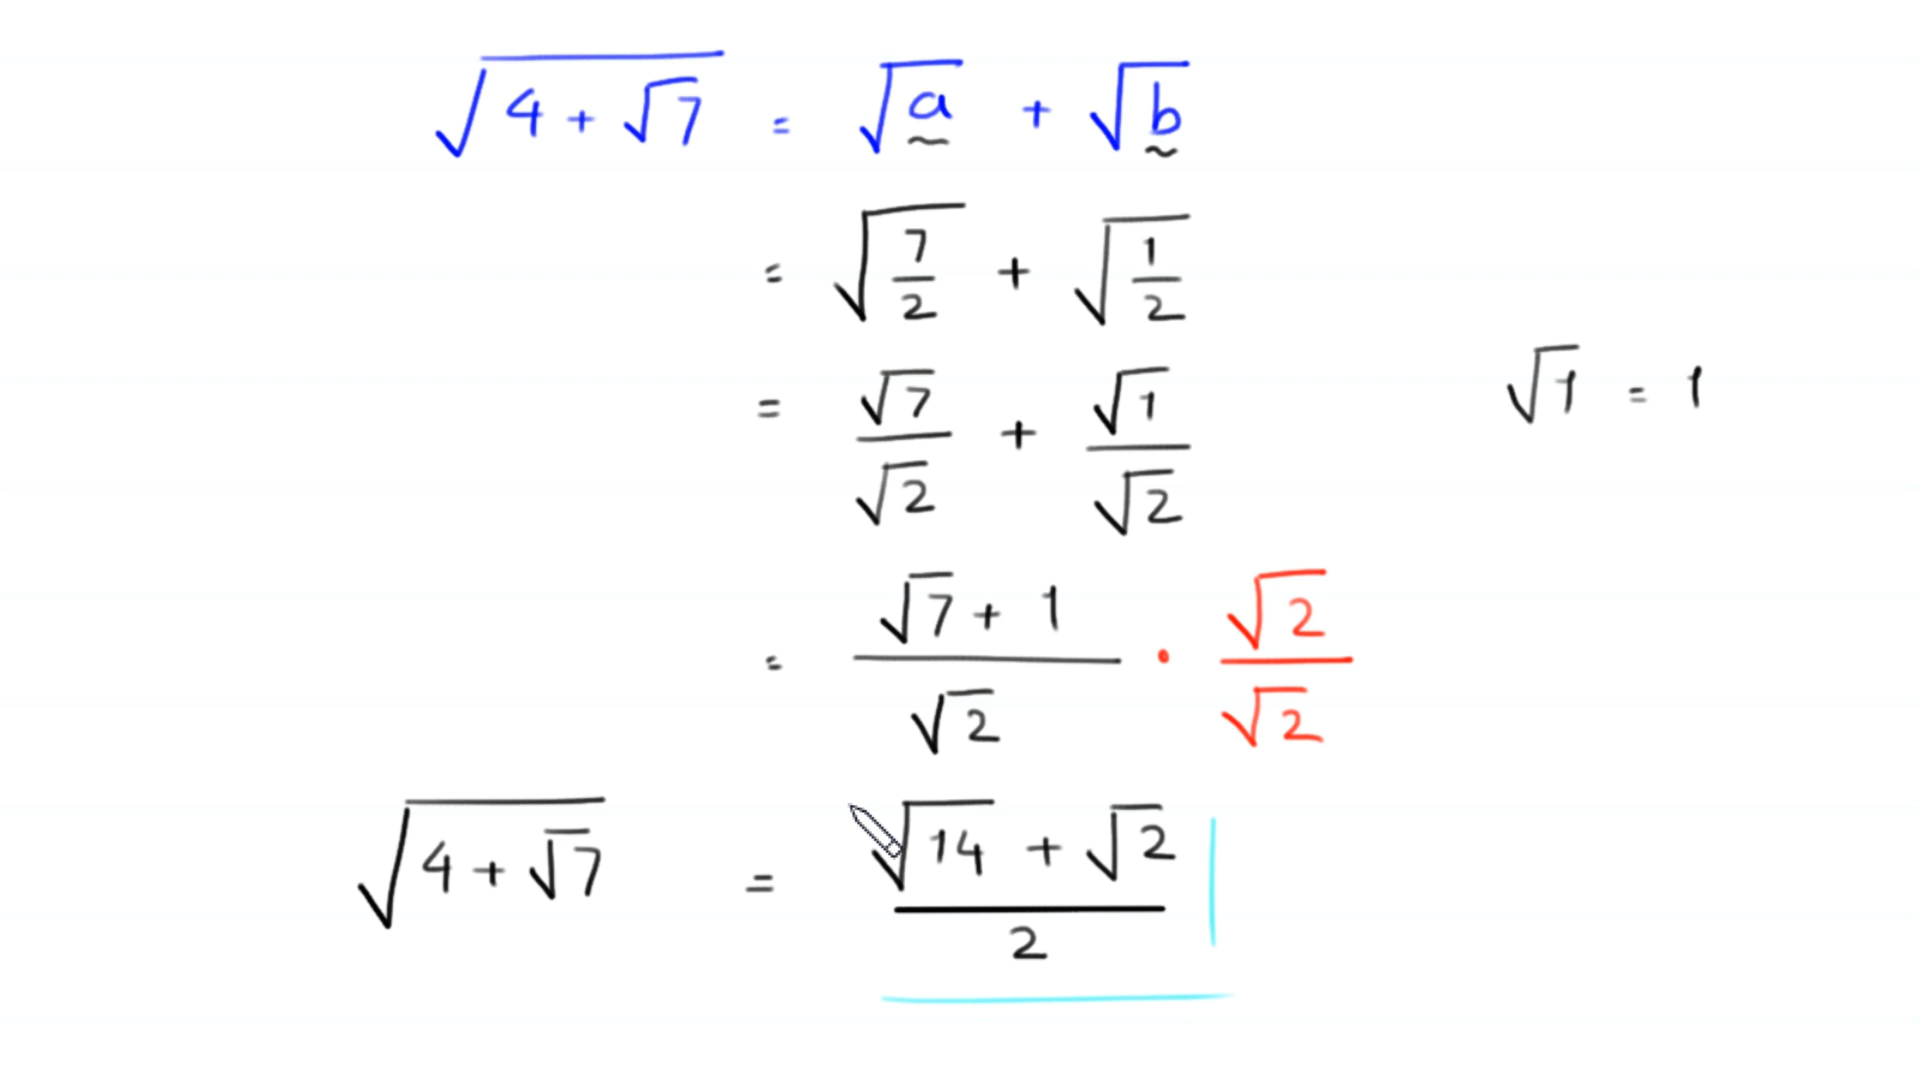 √(4 + √7) = √a + √b
= √(7/2) + √(1/2)
= √7/√2 + √1/√2
√1 = 1
= (√7 + 1)/√2 · √2/√2
√(4 + √7) = (√14 + √2)/2